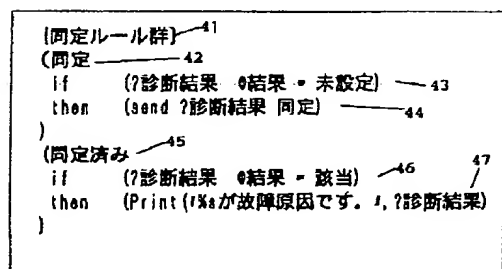 {同定ルール群} 41
(同定 42
if (?診断結果 @結果 = 未設定) 43
then (send ?診断結果 同定) 44
)
(同定済み 45
if (?診断結果 @結果 = 該当) 46
then (Print('%sが故障原因です。', ?診断結果) 47
)